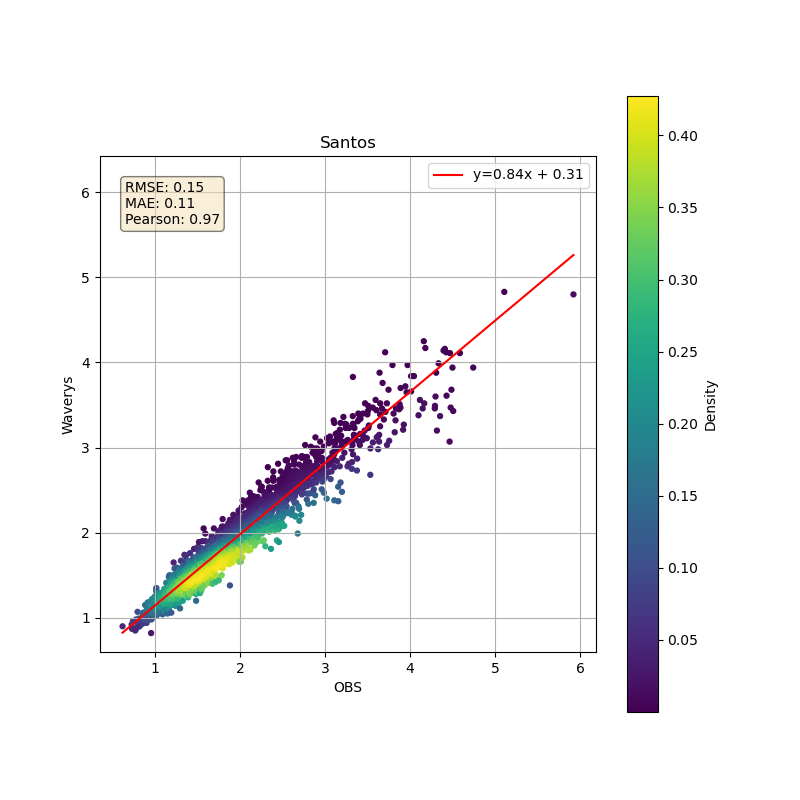 Santos
RMSE: 0.15
MAE: 0.11
Pearson: 0.97
y=0.84x + 0.31
6
5
4
3
2
1
Waverys
1 2 3 4 5 6
OBS
0.40
0.35
0.30
0.25
0.20
0.15
0.10
0.05
Density